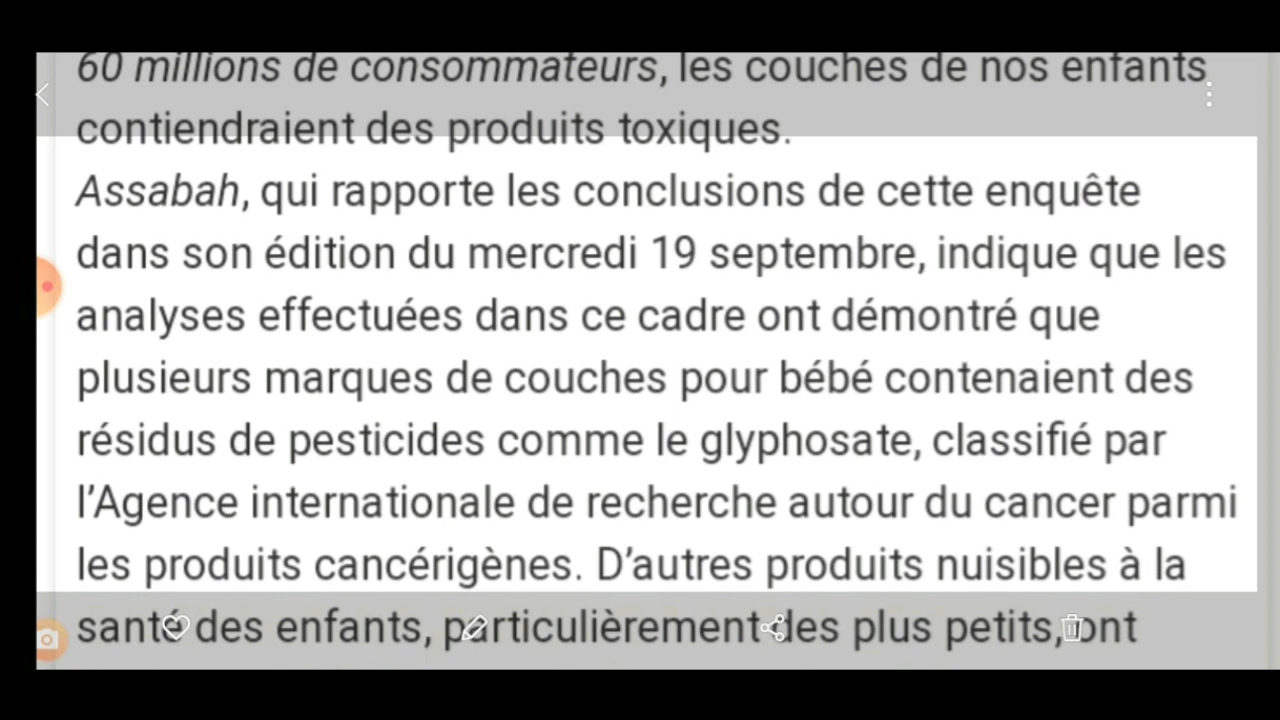 60 millions de consommateurs, les couches de nos enfants
contiendraient des produits toxiques.
Assabah, qui rapporte les conclusions de cette enquête
dans son édition du mercredi 19 septembre, indique que les
analyses effectuées dans ce cadre ont démontré que
plusieurs marques de couches pour bébé contenaient des
résidus de pesticides comme le glyphosate, classifié par
l’Agence internationale de recherche autour du cancer parmi
les produits cancérigènes. D’autres produits nuisibles à la
santé des enfants, particulièrement des plus petits, ont